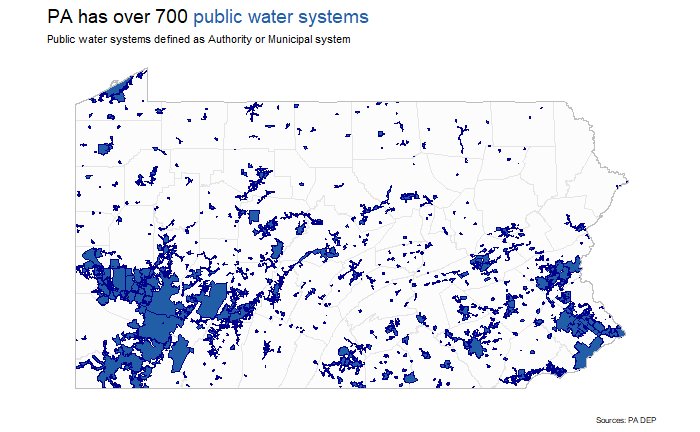 PA has over 700 public water systems
Public water systems defined as Authority or Municipal system
Sources: PA DEP